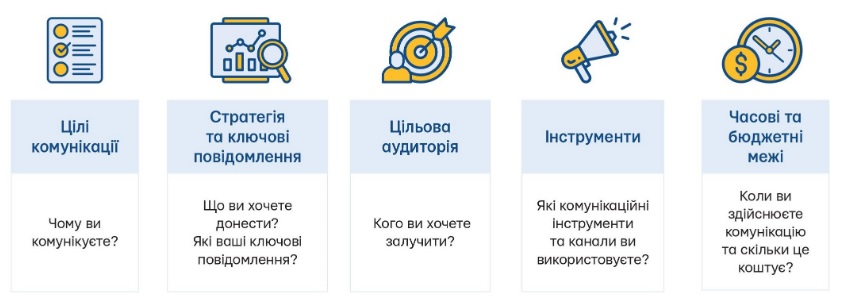 Цілі
комунікації
Чому ви
комунікуєте?
Стратегія
та ключові
повідомлення
Що ви хочете
донести?
Які ваші ключові
повідомлення?
Цільова
аудиторія
Кого ви хочете
залучити?
Інструменти
Які комунікаційні
інструменти
та канали ви
використовуєте?
Часові та
бюджетні
межі
Коли ви
здійснюєте
комунікацію
та скільки це
коштує?
$